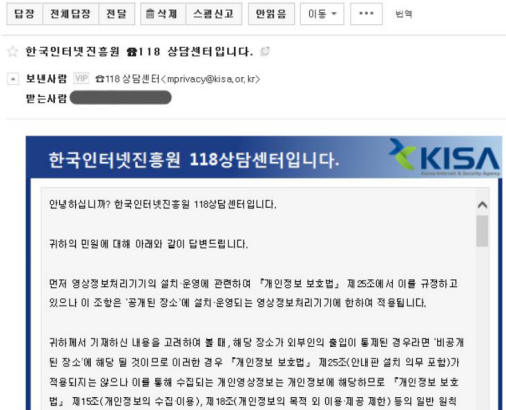 답장 전체답장 전달 삭제 스팸신고 안읽음 이동 ··· 번역
한국인터넷진흥원 ☎118 상담센터입니다.
보낸사람 VIP ☎118 상담센터<mprivacy@kisa.or.kr>
받는사람
한국인터넷진흥원 118상담센터입니다.
KISA
Korea Internet & Security Agency
안녕하십니까? 한국인터넷진흥원 118상담센터입니다.
귀하의 민원에 대해 아래와 같이 답변드립니다.
먼저 영상정보처리기기의 설치·운영에 관련하여 『개인정보 보호법』 제25조에서 이를 규정하고
있으나 이 조항은 '공개된 장소'에 설치·운영되는 영상정보처리기기에 한하여 적용됩니다.
귀하께서 기재하신 내용을 고려하여 볼 때, 해당 장소가 외부인의 출입이 통제된 경우라면 '비공개
된 장소'에 해당 될 것이므로 이러한 경우 『개인정보 보호법』 제25조(안내판 설치 의무 포함)가
적용되지는 않으나 이를 통해 수집되는 개인영상정보는 개인정보에 해당하므로 『개인정보 보호
법』 제15조(개인정보의 수집·이용), 제18조(개인정보의 목적 외 이용·제공 제한) 등의 일반 원칙